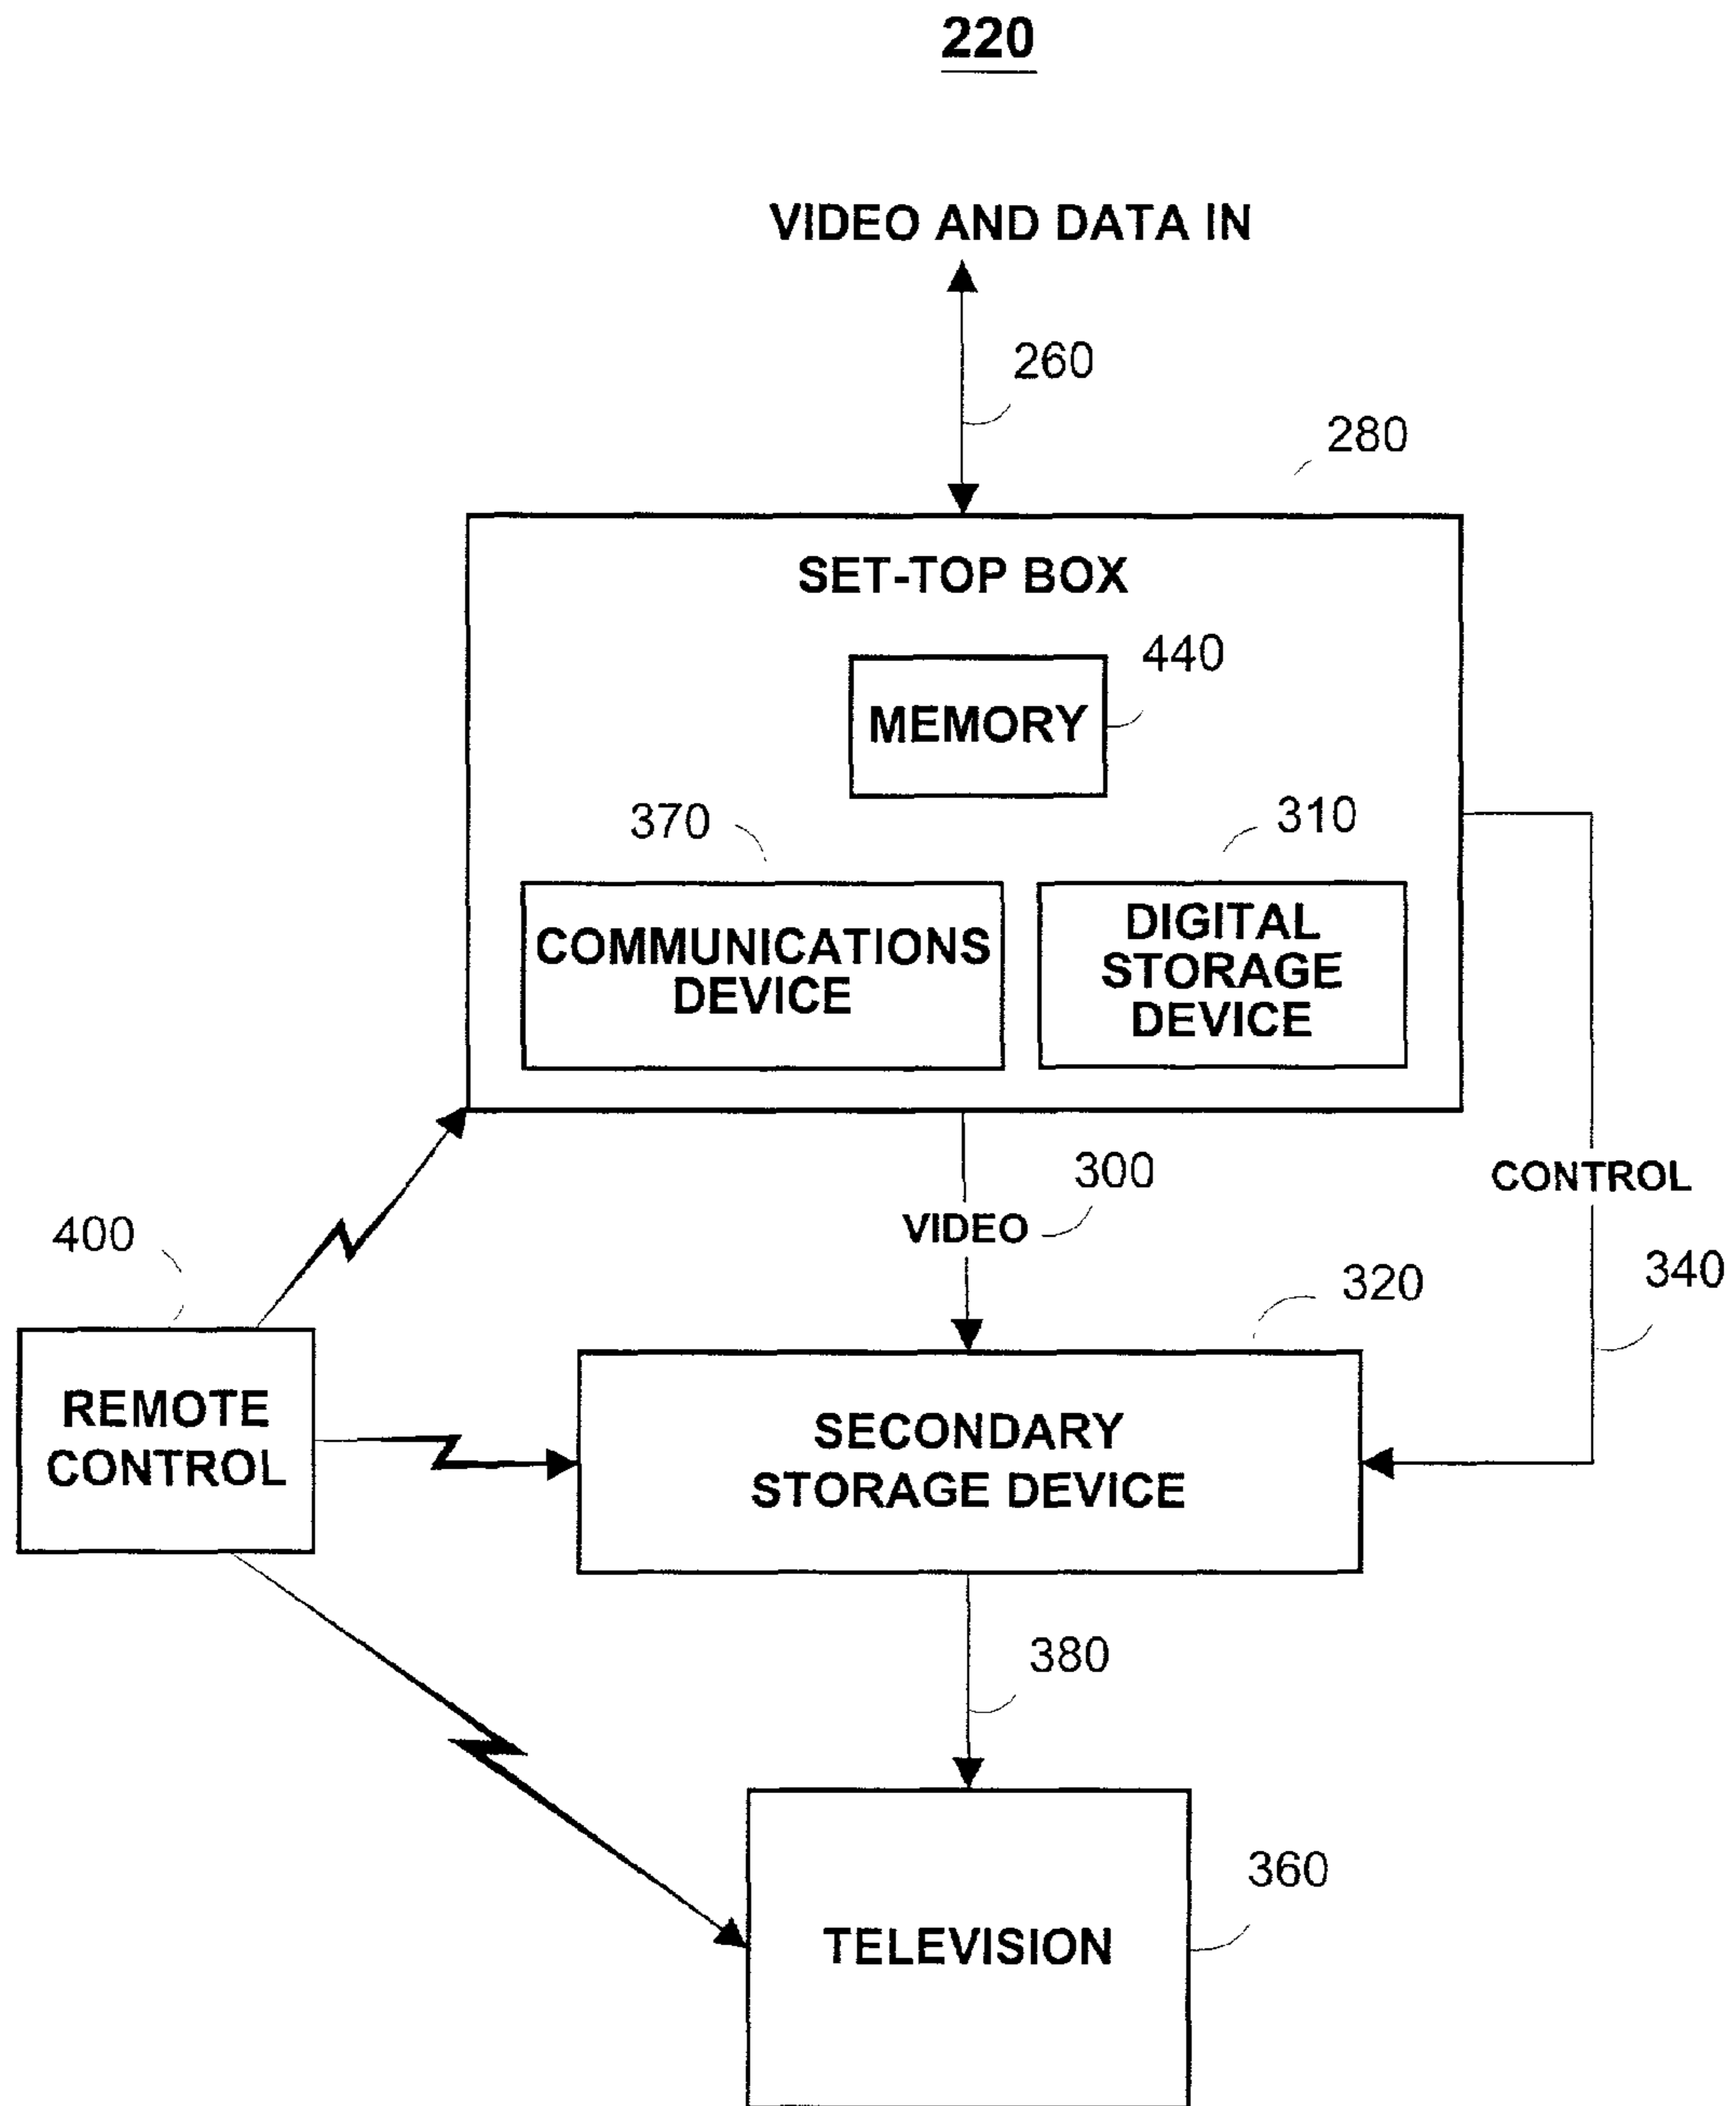 220
VIDEO AND DATA IN
260
280
SET-TOP BOX
440
MEMORY
370
310
COMMUNICATIONS
DEVICE
DIGITAL
STORAGE
DEVICE
300
CONTROL
400
VIDEO
340
320
REMOTE
CONTROL
SECONDARY
STORAGE DEVICE
380
360
TELEVISION